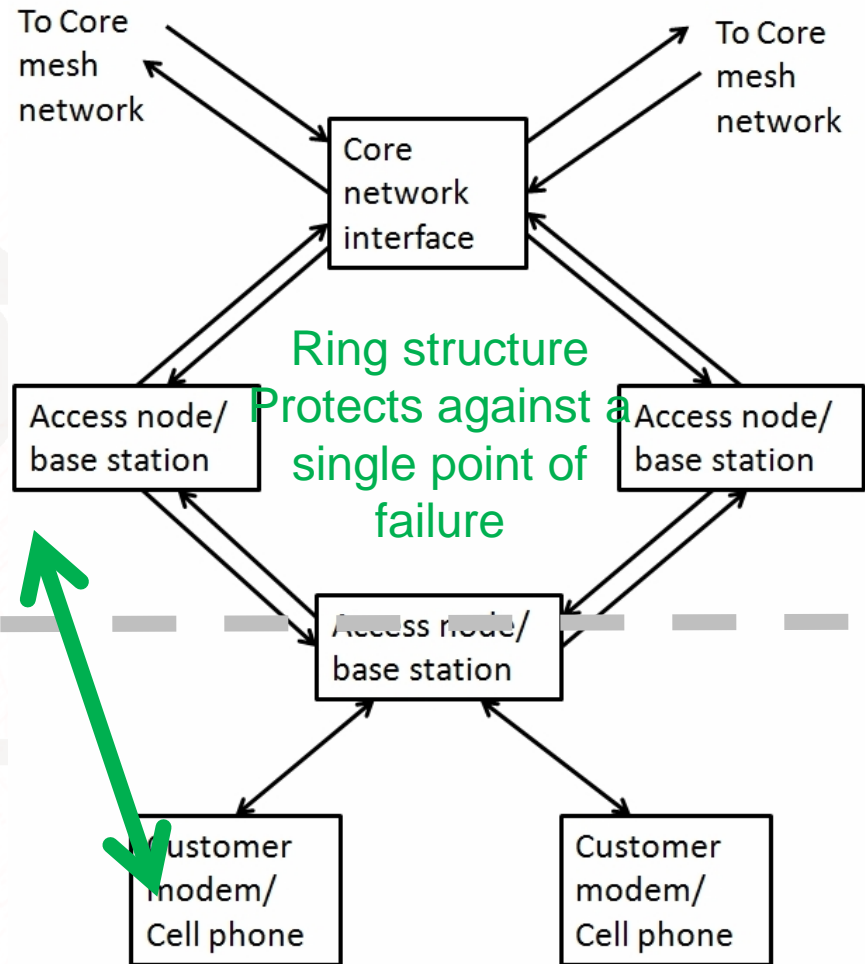 To Core
mesh
network
To Core
mesh
network
Core
network
interface
Ring structure
Protects against a
single point of
failure
Access node/
base station
Access node/
base station
Access node/
base station
Customer
modem/
Cell phone
Customer
modem/
Cell phone